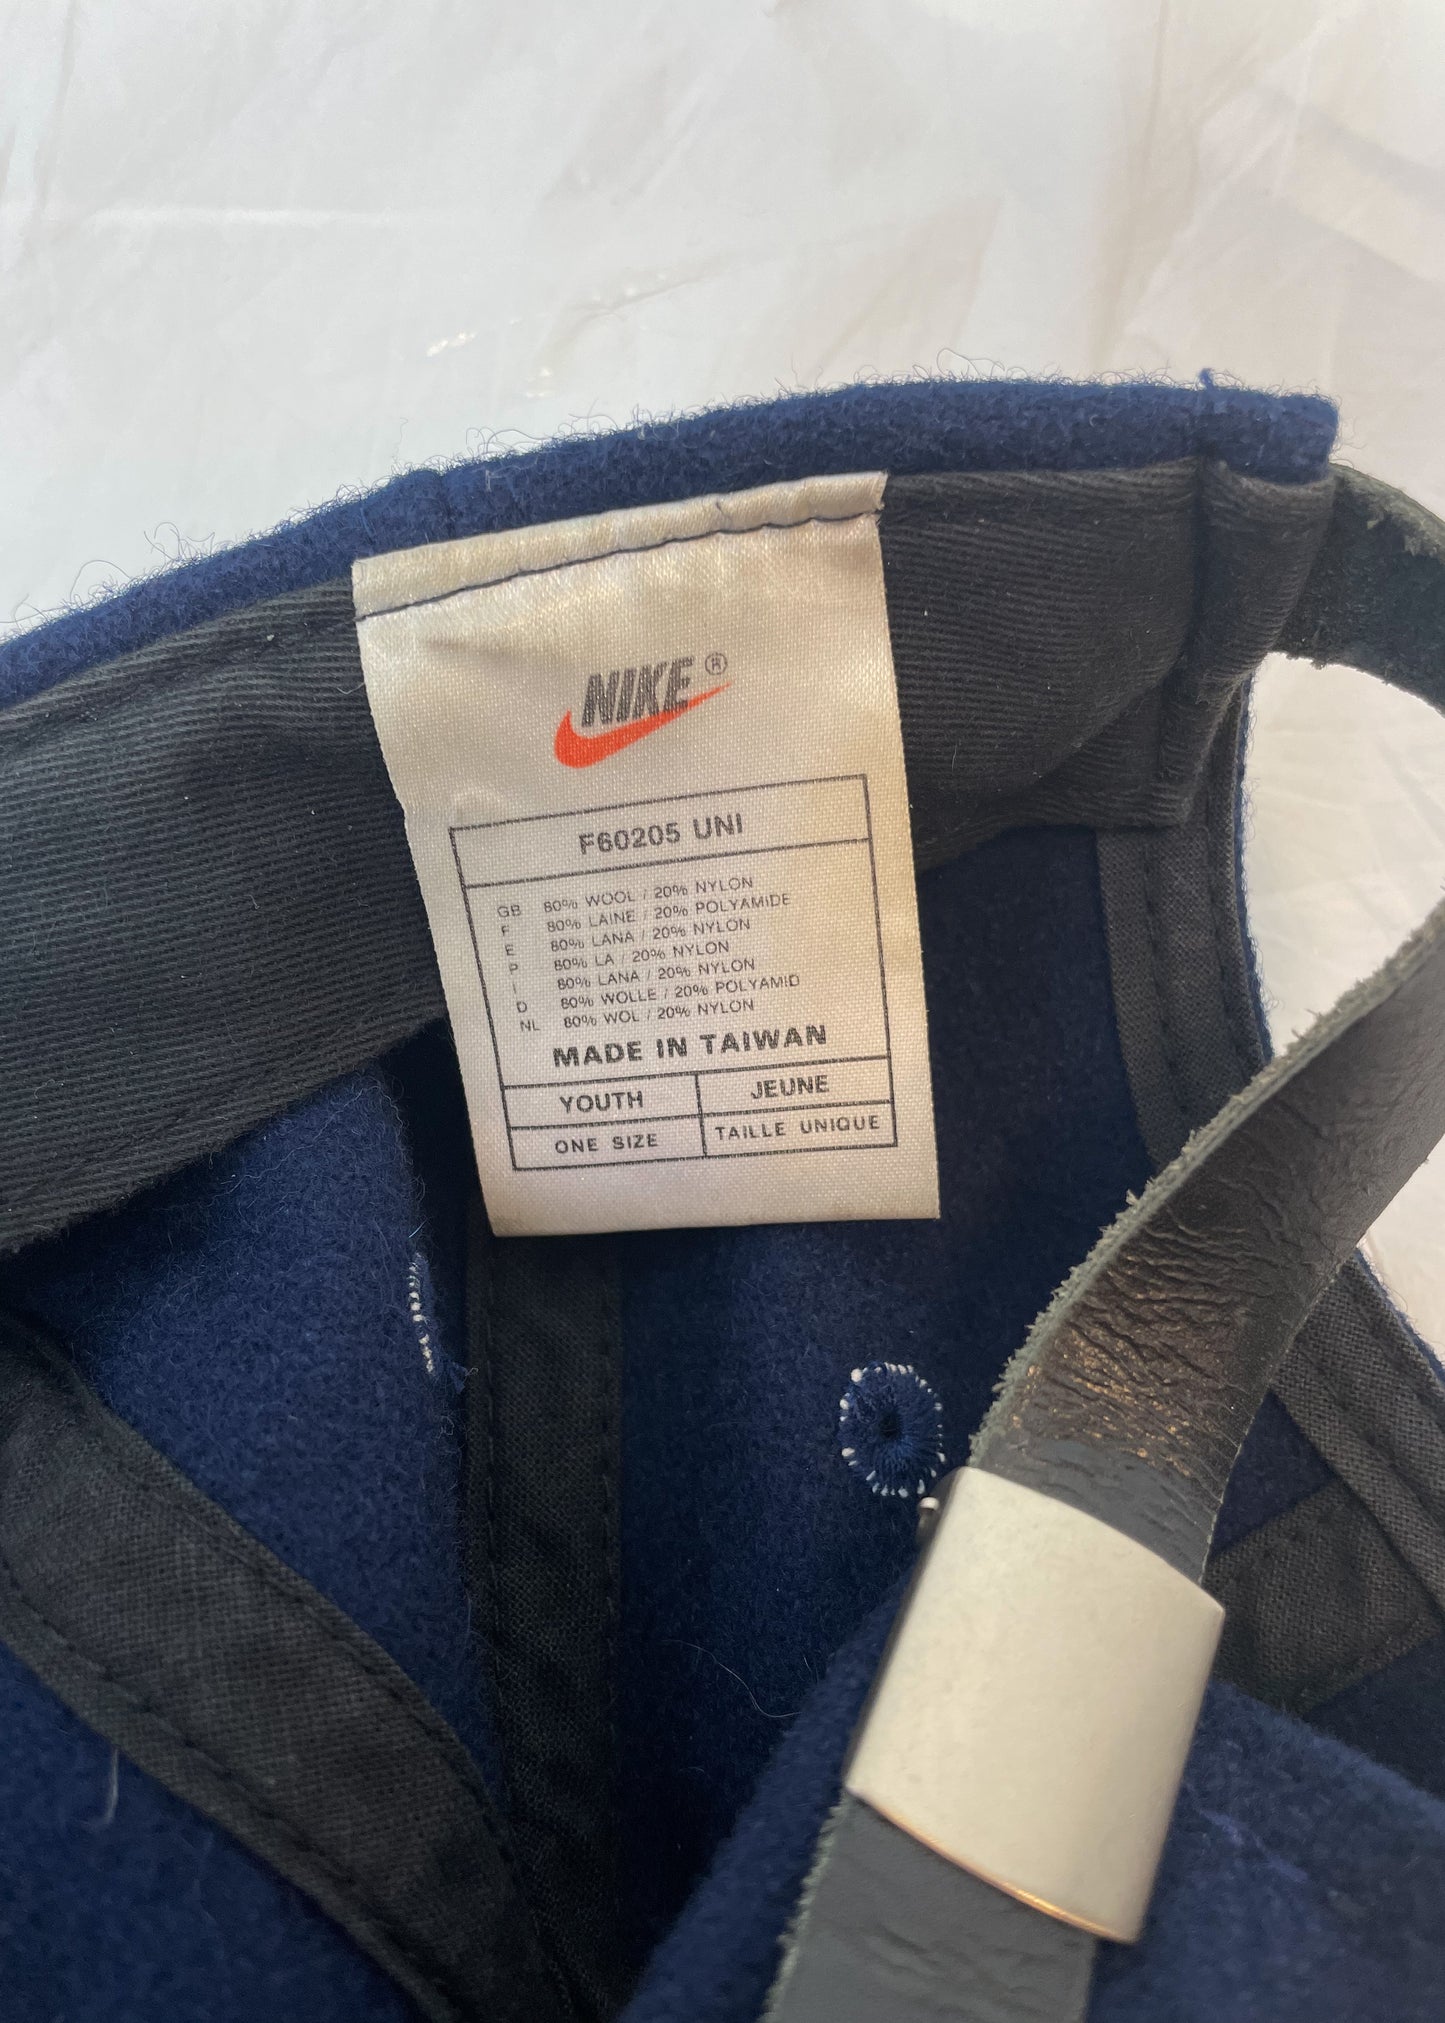 NIKE®
F60205 UNI
GB 80% WOOL / 20% NYLON
F 80% LAINE / 20% POLYAMIDE
E 80% LANA / 20% NYLON
P 80% LA / 20% NYLON
I 80% LANA / 20% NYLON
D 80% WOLLE / 20% POLYAMID
NL 80% WOL / 20% NYLON
MADE IN TAIWAN
YOUTH JEUNE
ONE SIZE TAILLE UNIQUE